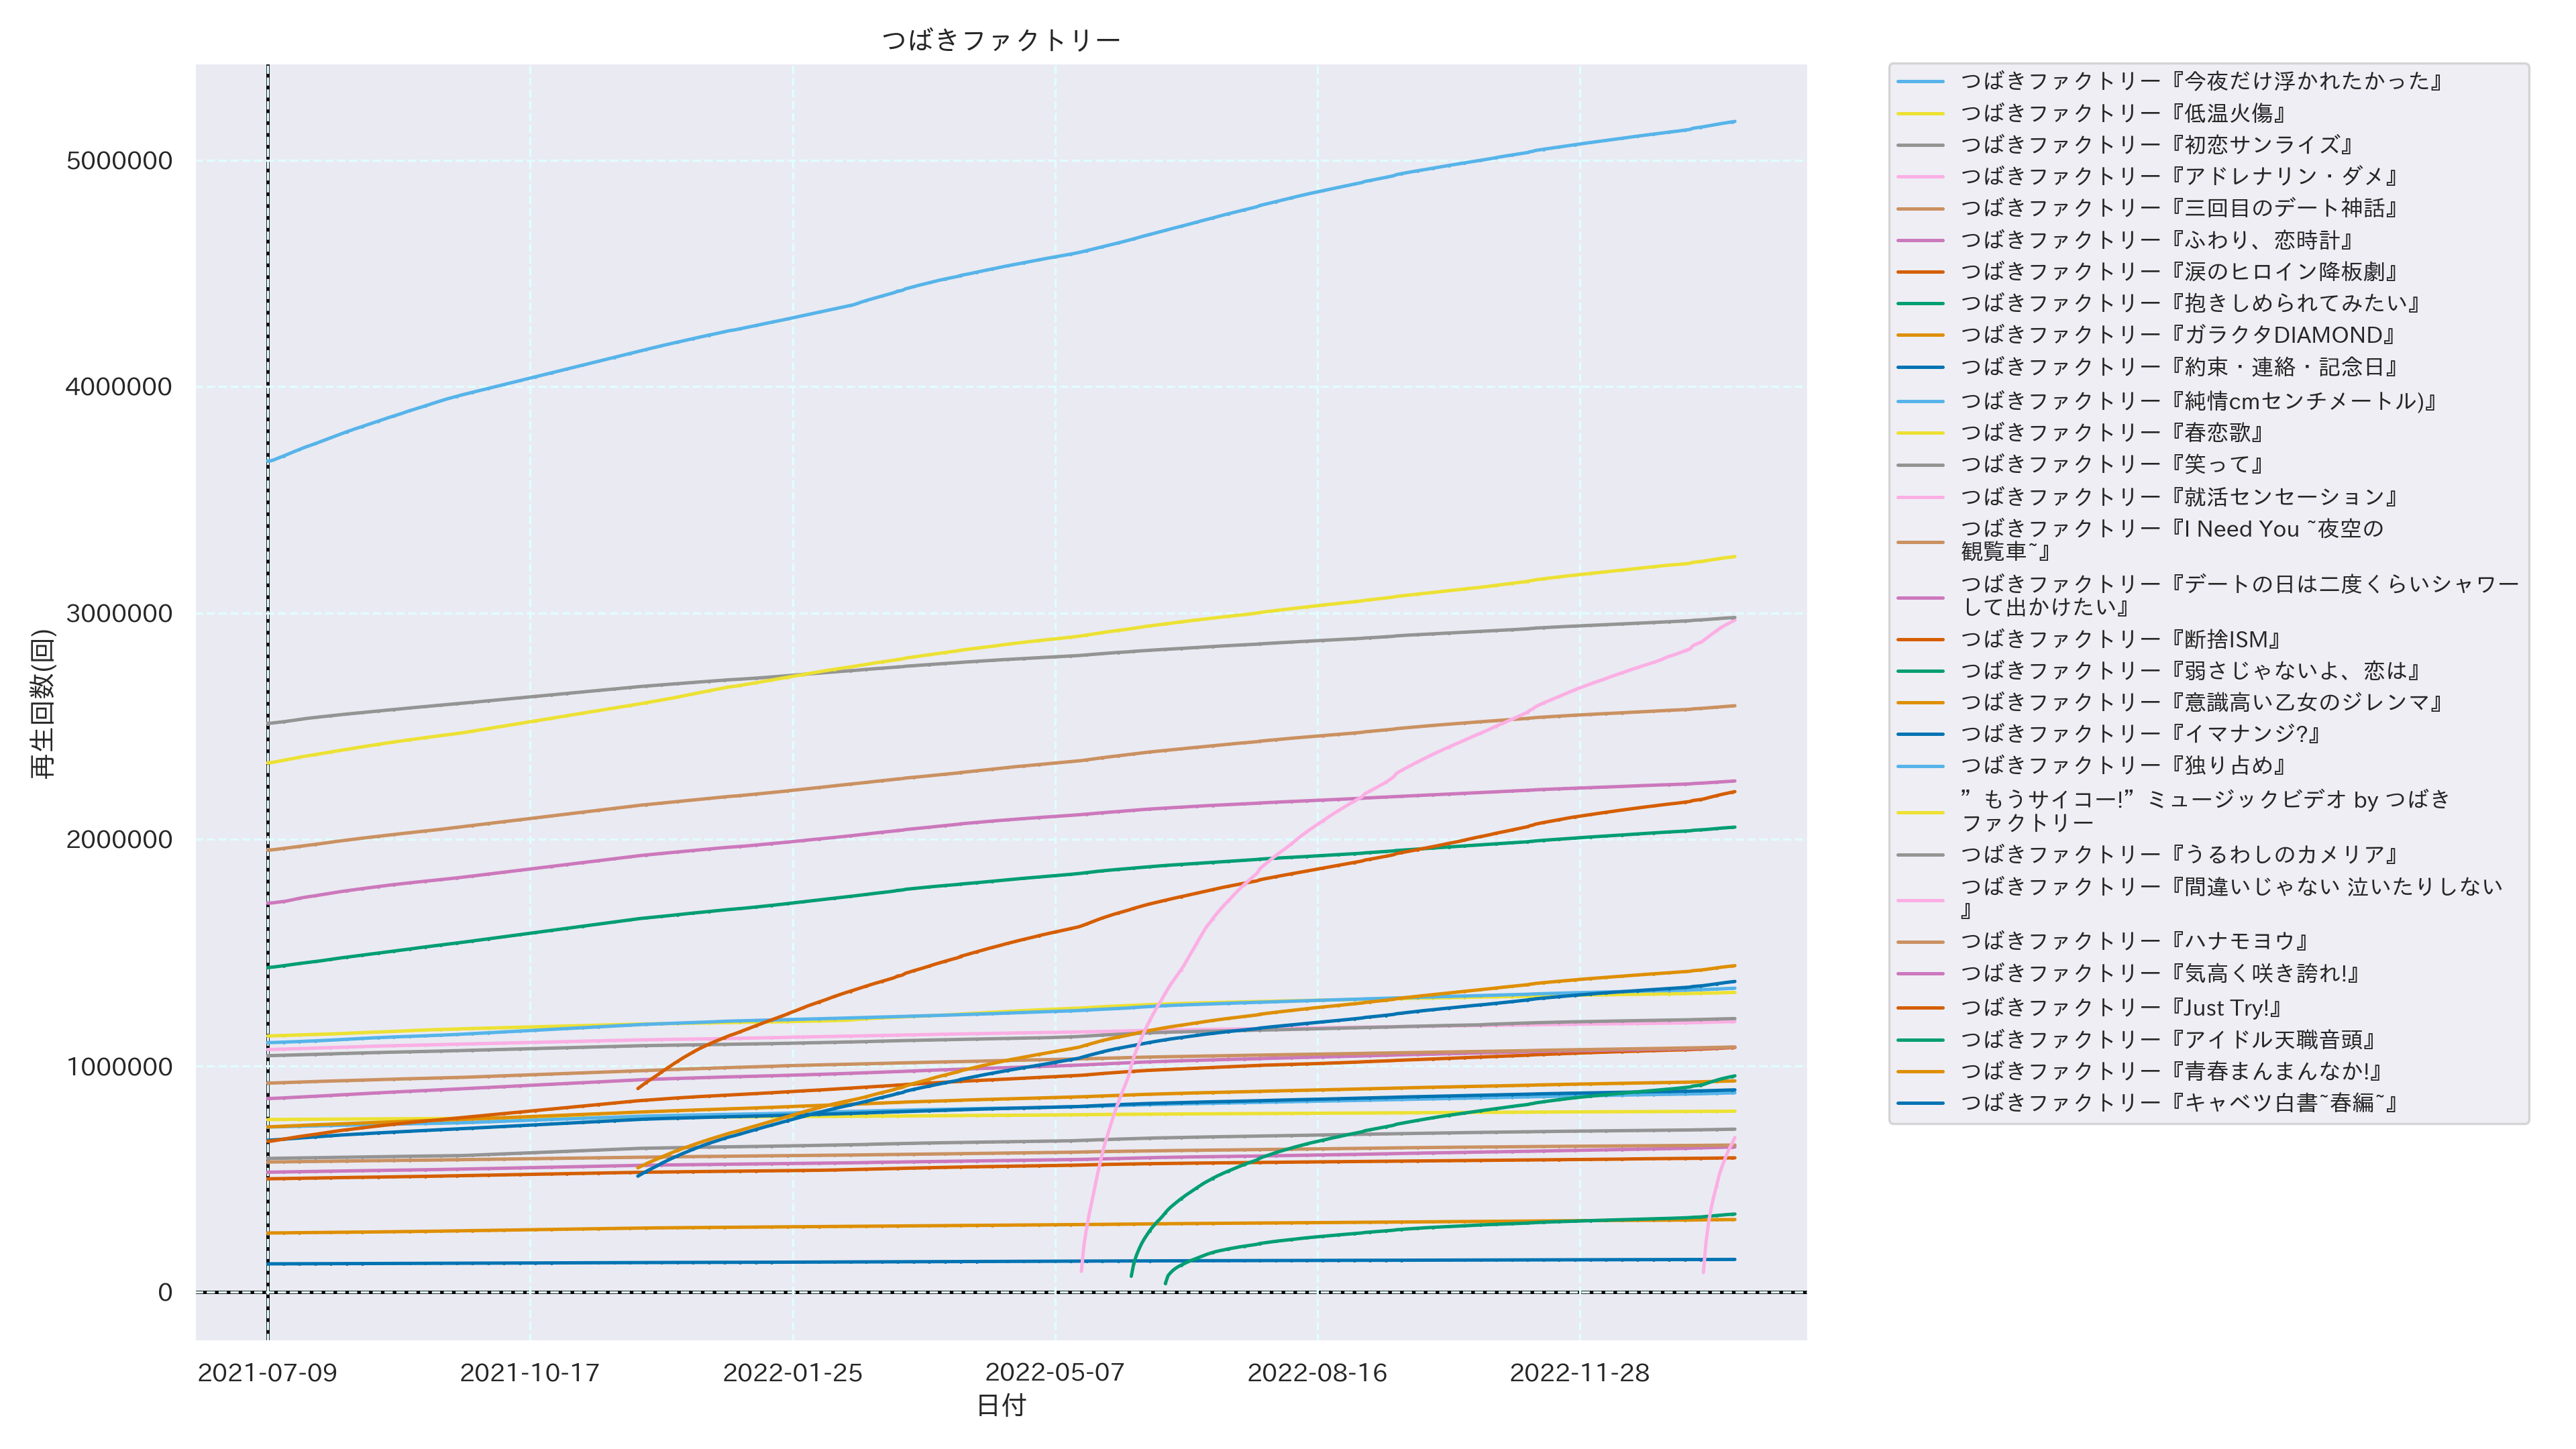 つばきファクトリー
再生回数(回)
5000000
4000000
3000000
2000000
1000000
0
2021-07-09
2021-10-17
2022-01-25
2022-05-07
2022-08-16
2022-11-28
日付
つばきファクトリー『今夜だけ浮かれたかった』
つばきファクトリー『低温火傷』
つばきファクトリー『初恋サンライズ』
つばきファクトリー『アドレナリン・ダメ』
つばきファクトリー『三回目のデート神話』
つばきファクトリー『ふわり、恋時計』
つばきファクトリー『涙のヒロイン降板劇』
つばきファクトリー『抱きしめられてみたい』
つばきファクトリー『ガラクタDIAMOND』
つばきファクトリー『約束・連絡・記念日』
つばきファクトリー『純情cmセンチメートル)』
つばきファクトリー『春恋歌』
つばきファクトリー『笑って』
つばきファクトリー『就活センセーション』
つばきファクトリー『I Need You ~夜空の
観覧車~』
つばきファクトリー『デートの日は二度くらいシャワー
して出かけたい』
つばきファクトリー『断捨ISM』
つばきファクトリー『弱さじゃないよ、恋は』
つばきファクトリー『意識高い乙女のジレンマ』
つばきファクトリー『イマナンジ?』
つばきファクトリー『独り占め』
”もうサイコー!”ミュージックビデオ by つばき
ファクトリー
つばきファクトリー『うるわしのカメリア』
つばきファクトリー『間違いじゃない 泣いたりしない
』
つばきファクトリー『ハナモヨウ』
つばきファクトリー『気高く咲き誇れ!』
つばきファクトリー『Just Try!』
つばきファクトリー『アイドル天職音頭』
つばきファクトリー『青春まんまんなか!』
つばきファクトリー『キャベツ白書~春編~』